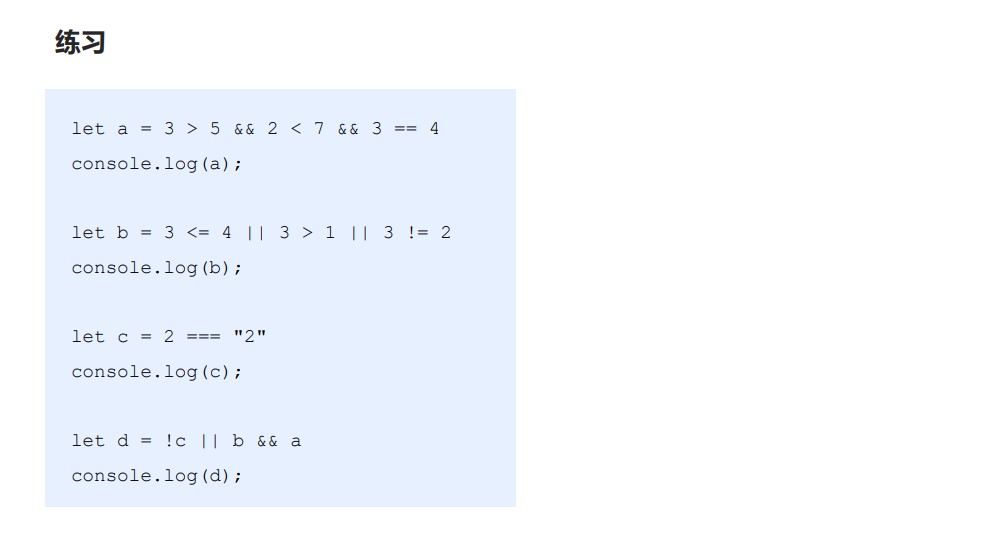 练习
let a = 3 > 5 && 2 < 7 && 3 == 4
console.log(a);
let b = 3 <= 4 || 3 > 1 || 3 != 2
console.log(b);
let c = 2 === "2"
console.log(c);
let d = !c || b && a
console.log(d);